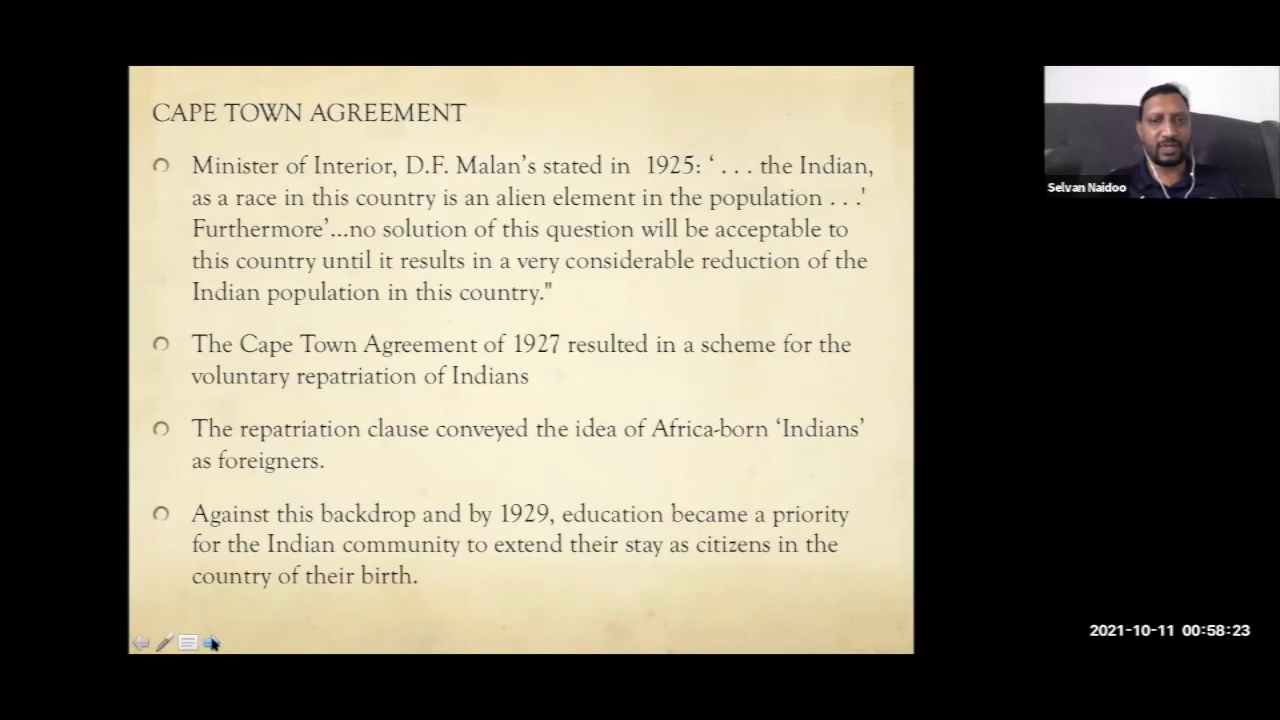 CAPE TOWN AGREEMENT
Minister of Interior, D.F. Malan's stated in 1925: ‘ . . . the Indian,
as a race in this country is an alien element in the population . . .'
Furthermore’...no solution of this question will be acceptable to
this country until it results in a very considerable reduction of the
Indian population in this country."
The Cape Town Agreement of 1927 resulted in a scheme for the
voluntary repatriation of Indians
The repatriation clause conveyed the idea of Africa-born ‘Indians’
as foreigners.
Against this backdrop and by 1929, education became a priority
for the Indian community to extend their stay as citizens in the
country of their birth.
Selvan Naidoo
2021-10-11 00:58:23